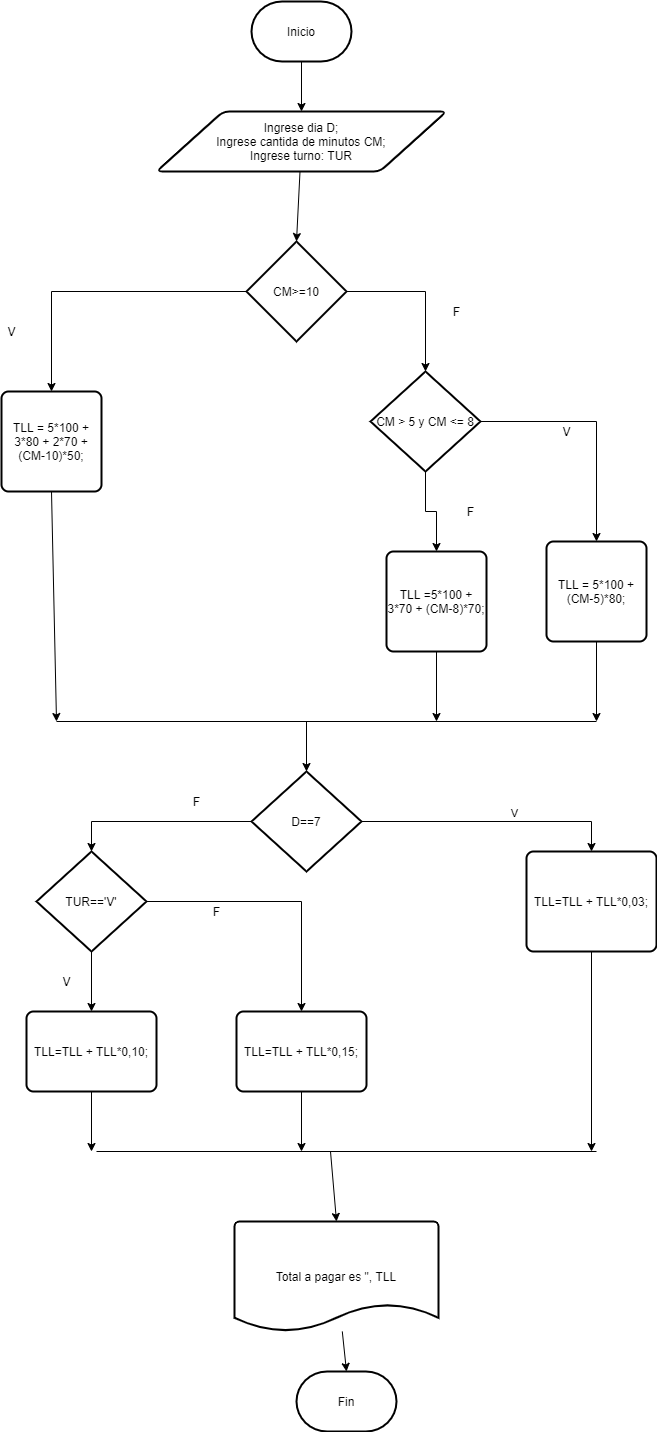 Inicio
Ingrese dia D;
Ingrese cantida de minutos CM;
Ingrese turno: TUR
CM>=10
V
F
TLL = 5*100 +
3*80 + 2*70 +
(CM-10)*50;
CM > 5 y CM <= 8
V
F
TLL =5*100 +
3*70 + (CM-8)*70;
TLL = 5*100 +
(CM-5)*80;
D==7
F
V
TUR=='V'
F
V
TLL=TLL + TLL*0,03;
TLL=TLL + TLL*0,10;
TLL=TLL + TLL*0,15;
Total a pagar es ", TLL
Fin